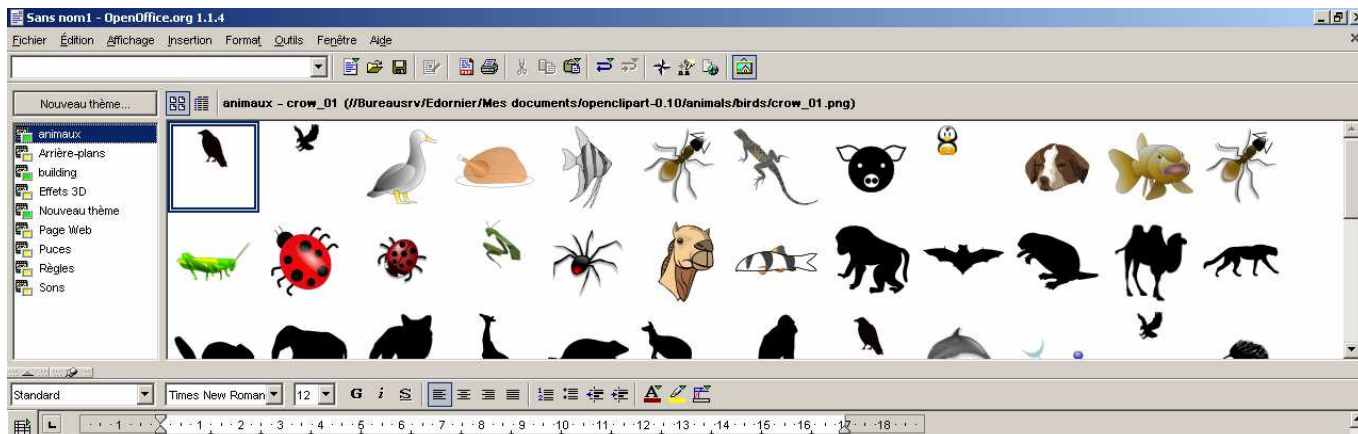 Sans nom1 - OpenOffice.org 1.1.4
Fichier Édition Affichage Insertion Format Outils Fenêtre Aide
Nouveau thème...
animaux - crow_01 (//Bureausrv/Edornier/Mes documents/openclipart-0.10/animals/birds/crow_01.png)
animaux
Arrière-plans
building
Effets 3D
Nouveau thème
Page Web
Puces
Règles
Sons
Standard Times New Roman 12 G i S A
1 1 2 3 4 5 6 7 8 9 10 11 12 13 14 15 16 17 18